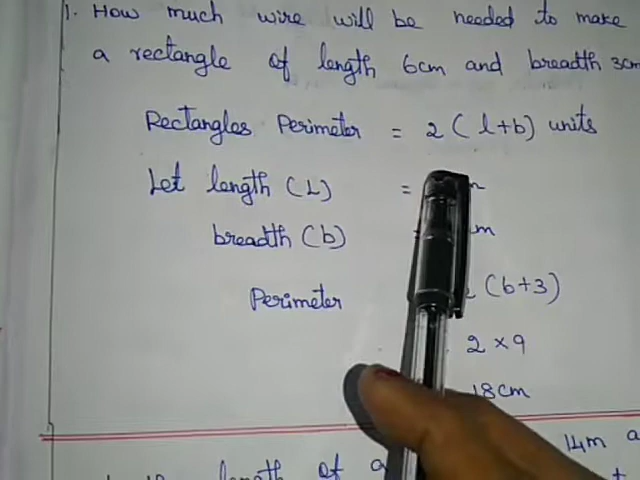 1. How much wire will be needed to make
a rectangle of length 6cm and breadth 3cm
Rectangles Perimeter = 2 ( l+b) units
Let length (L) =
breadth (b) m
Perimeter (b+3)
2 × 9
18cm
14m a
length of a